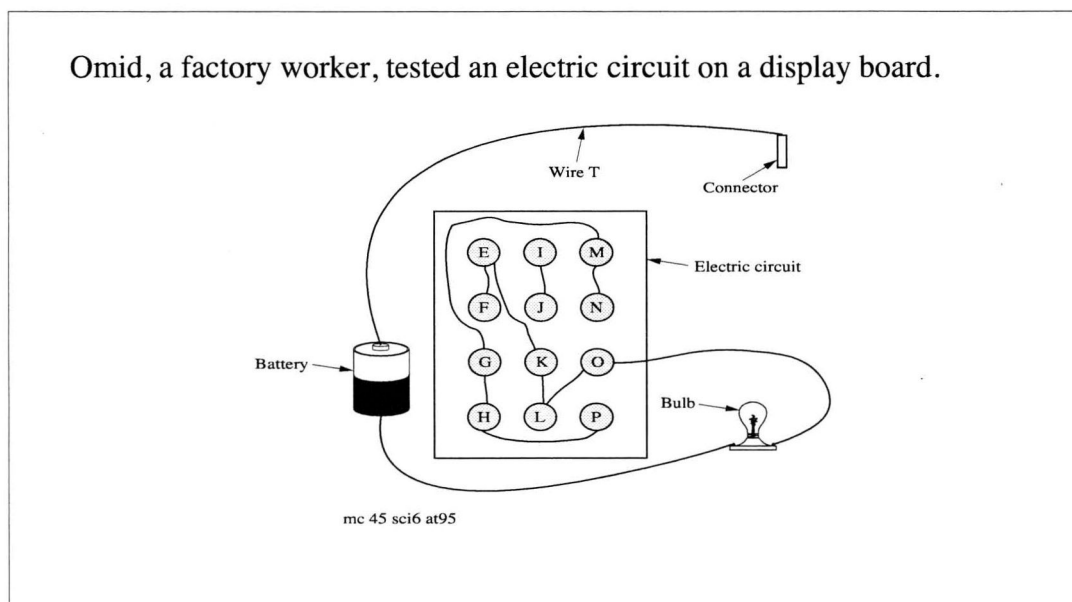 Omid, a factory worker, tested an electric circuit on a display board.
Wire T
Connector
E I M
Electric circuit
F J N
Battery
G K O
Bulb
H L P
mc 45 sci6 at95